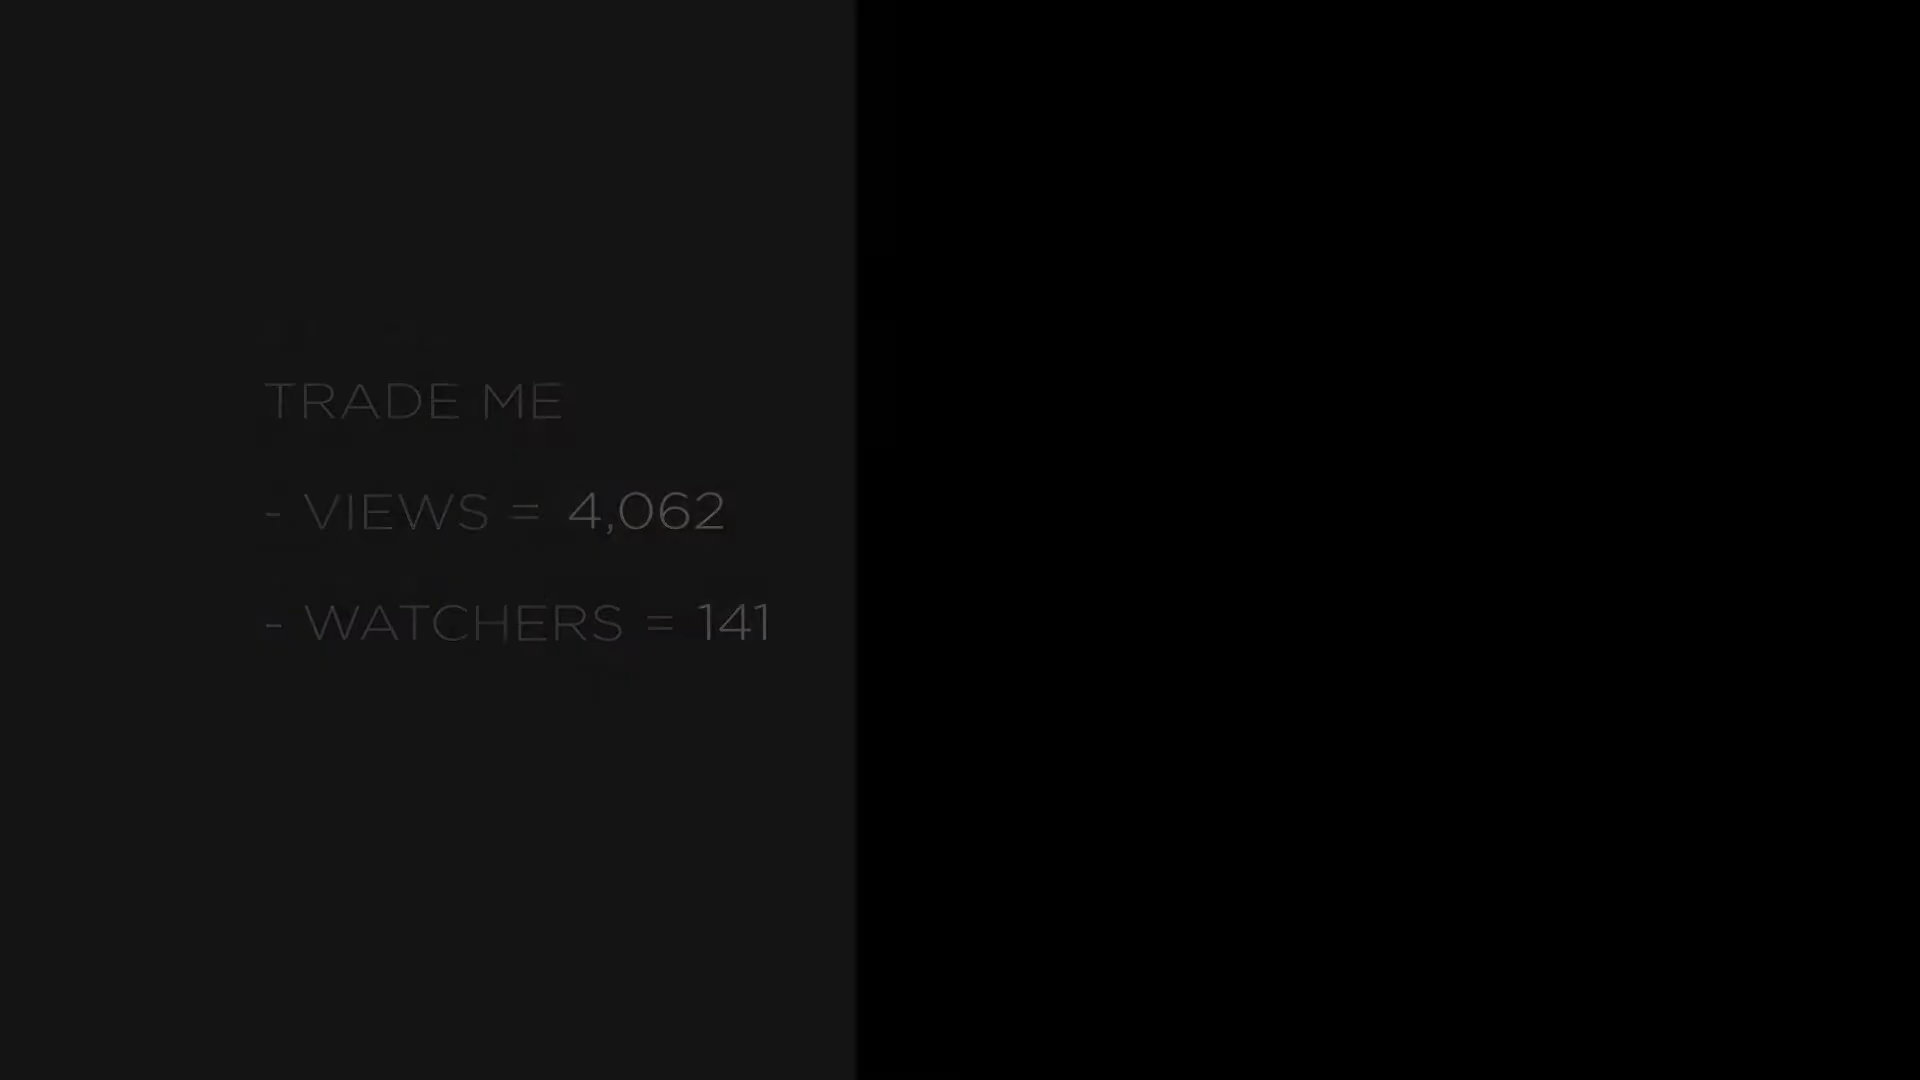 TRADE ME
- VIEWS = 4,062
- WATCHERS = 141